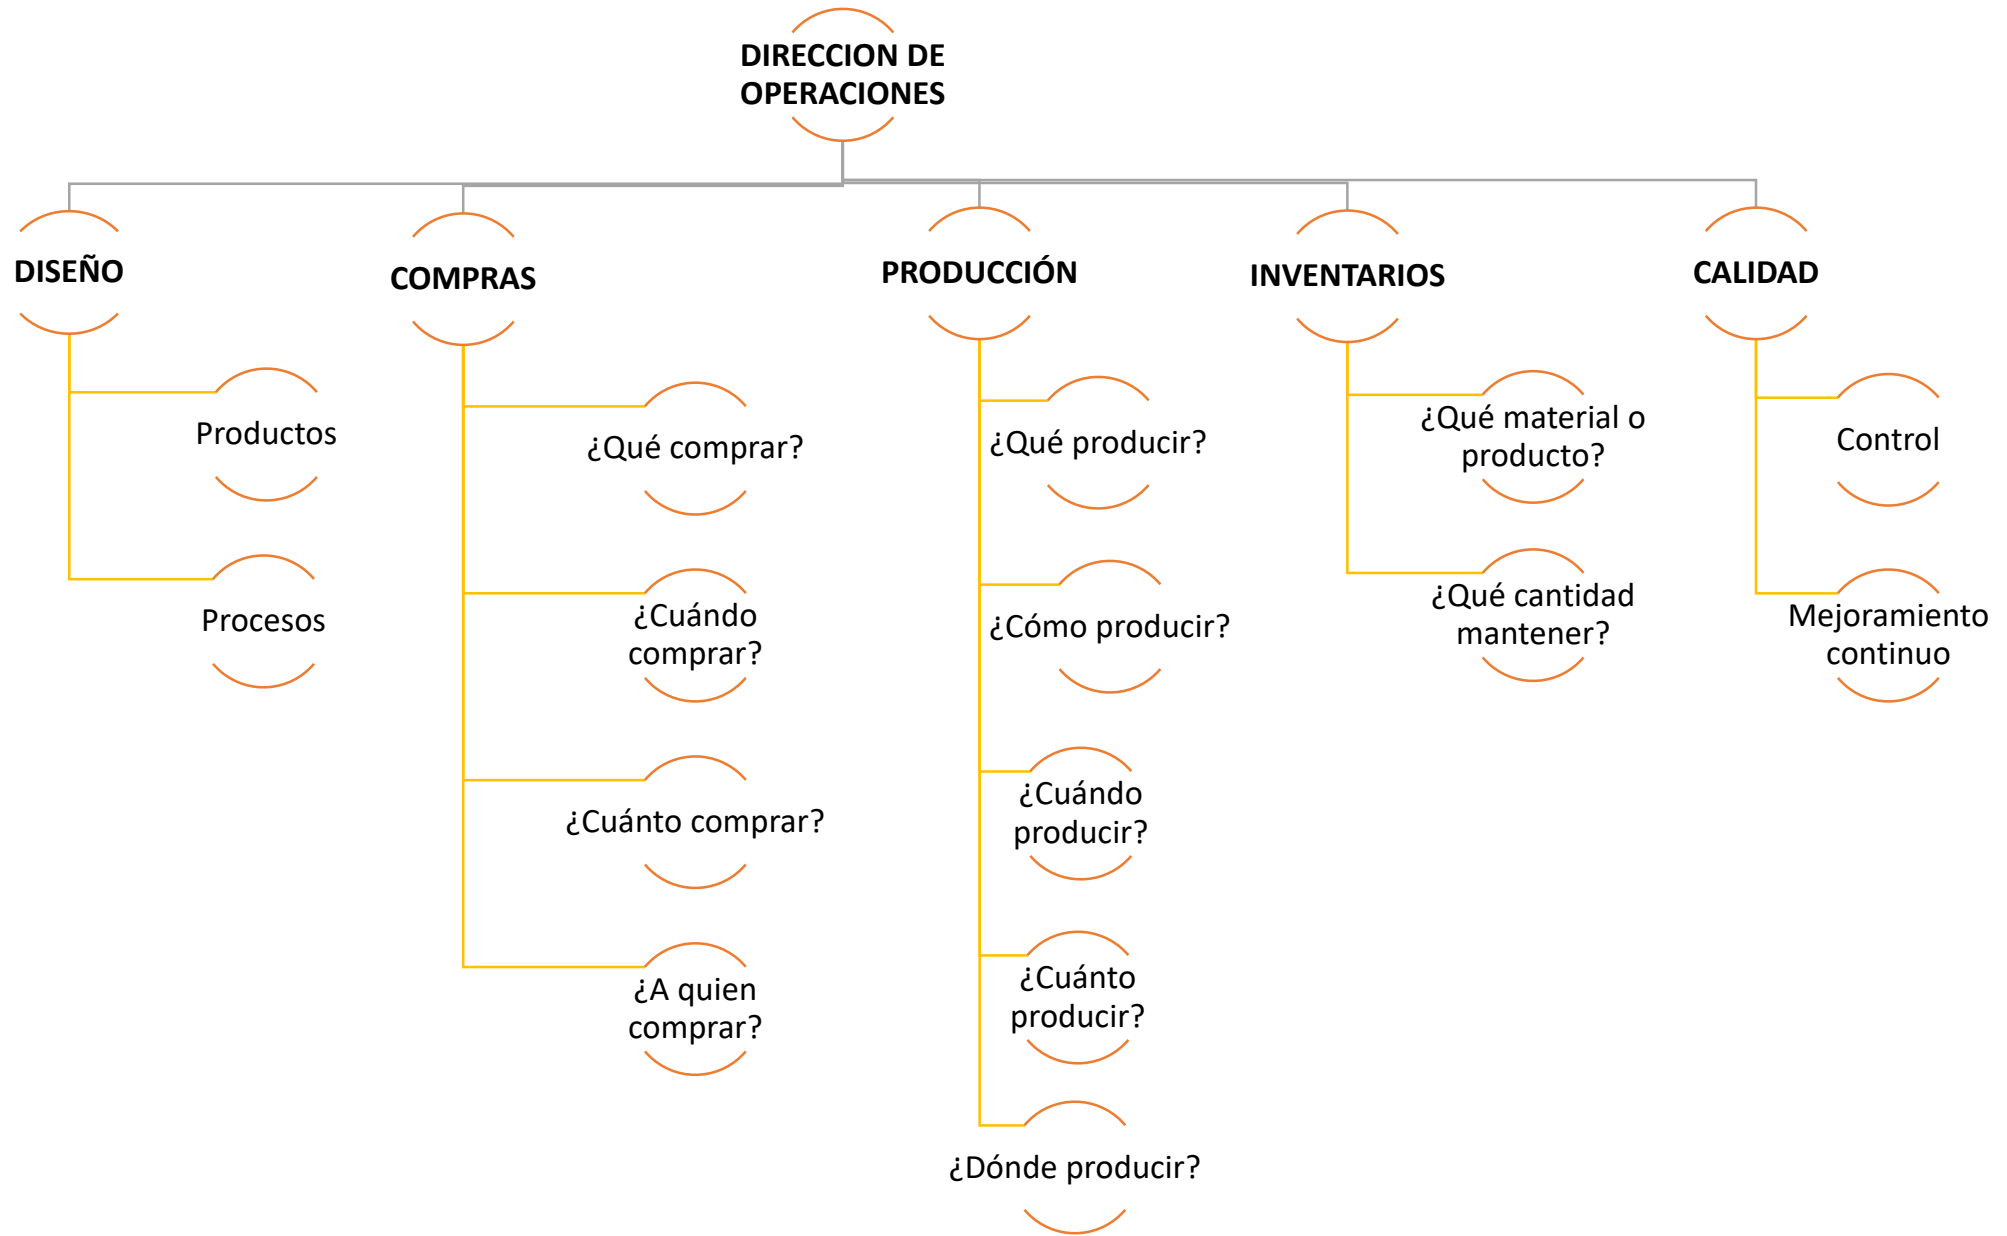 DIRECCION DE
OPERACIONES
DISEÑO
Productos
Procesos
COMPRAS
¿Qué comprar?
¿Cuándo
comprar?
¿Cuánto comprar?
¿A quien
comprar?
PRODUCCIÓN
¿Qué producir?
¿Cómo producir?
¿Cuándo
producir?
¿Cuánto
producir?
¿Dónde producir?
INVENTARIOS
¿Qué material o
producto?
¿Qué cantidad
mantener?
CALIDAD
Control
Mejoramiento
continuo